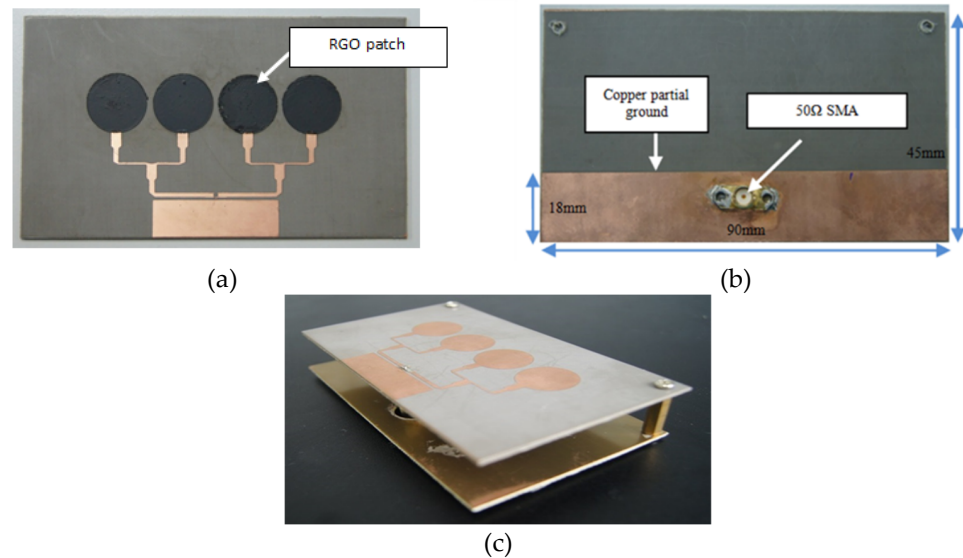 RGO patch
(a)
Copper partial
ground
50Ω SMA
45mm
18mm
90mm
(b)
(c)